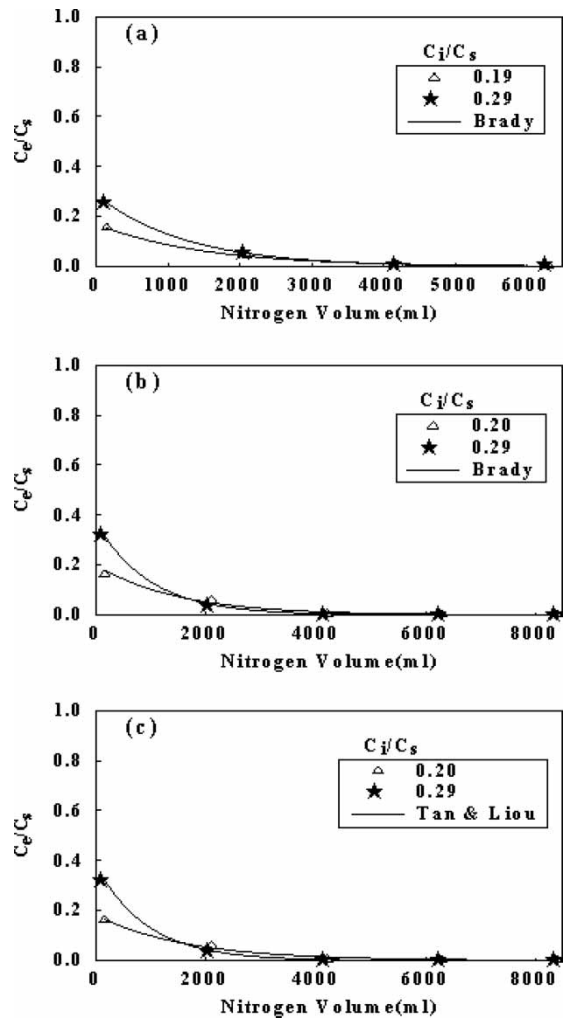 (a)
Ci/Cs
0.19
0.29
Brady
1.0
0.8
0.6
0.4
0.2
0.0
Ce/Cs
0 1000 2000 3000 4000 5000 6000
Nitrogen Volume(ml)
(b)
Ci/Cs
0.20
0.29
Brady
1.0
0.8
0.6
0.4
0.2
0.0
Ce/Cs
0 2000 4000 6000 8000
Nitrogen Volume(ml)
(c)
Ci/Cs
0.20
0.29
Tan & Liou
1.0
0.8
0.6
0.4
0.2
0.0
Ce/Cs
0 2000 4000 6000 8000
Nitrogen Volume(ml)